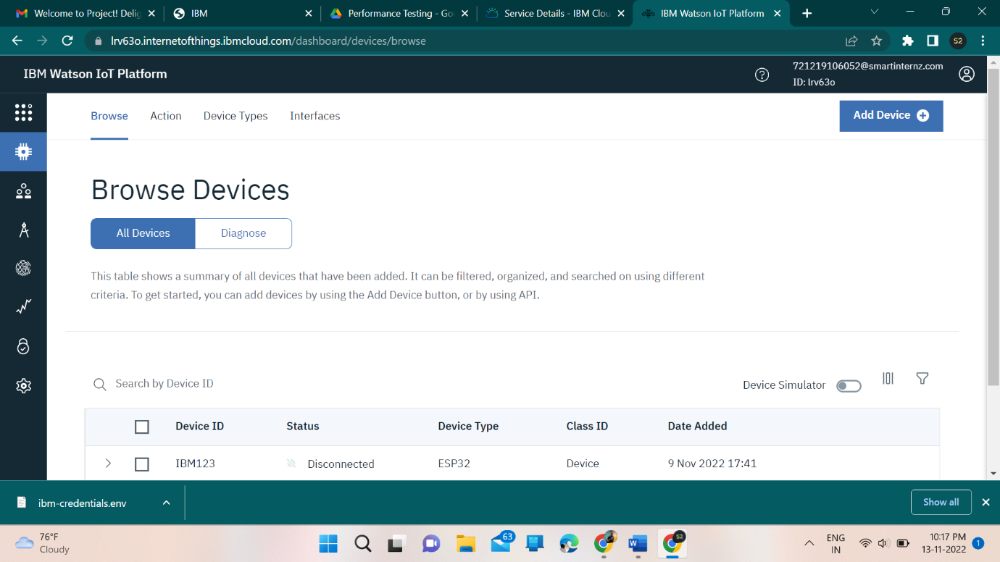 Welcome to Project! Delig
IBM
Performance Testing - Go
Service Details - IBM Clou
IBM Watson IoT Platform
lrv63o.internetofthings.ibmcloud.com/dashboard/devices/browse
52
IBM Watson IoT Platform
721219106052@smartinternz.com
ID: lrv63o
Browse Action Device Types Interfaces
Add Device
Browse Devices
All Devices Diagnose
This table shows a summary of all devices that have been added. It can be filtered, organized, and searched on using different
criteria. To get started, you can add devices by using the Add Device button, or by using API.
Search by Device ID
Device Simulator
Device ID Status Device Type Class ID Date Added
IBM123 Disconnected ESP32 Device 9 Nov 2022 17:41
ibm-credentials.env
Show all
76°F
Cloudy
63
52
ENG
IN
10:17 PM
13-11-2022
1